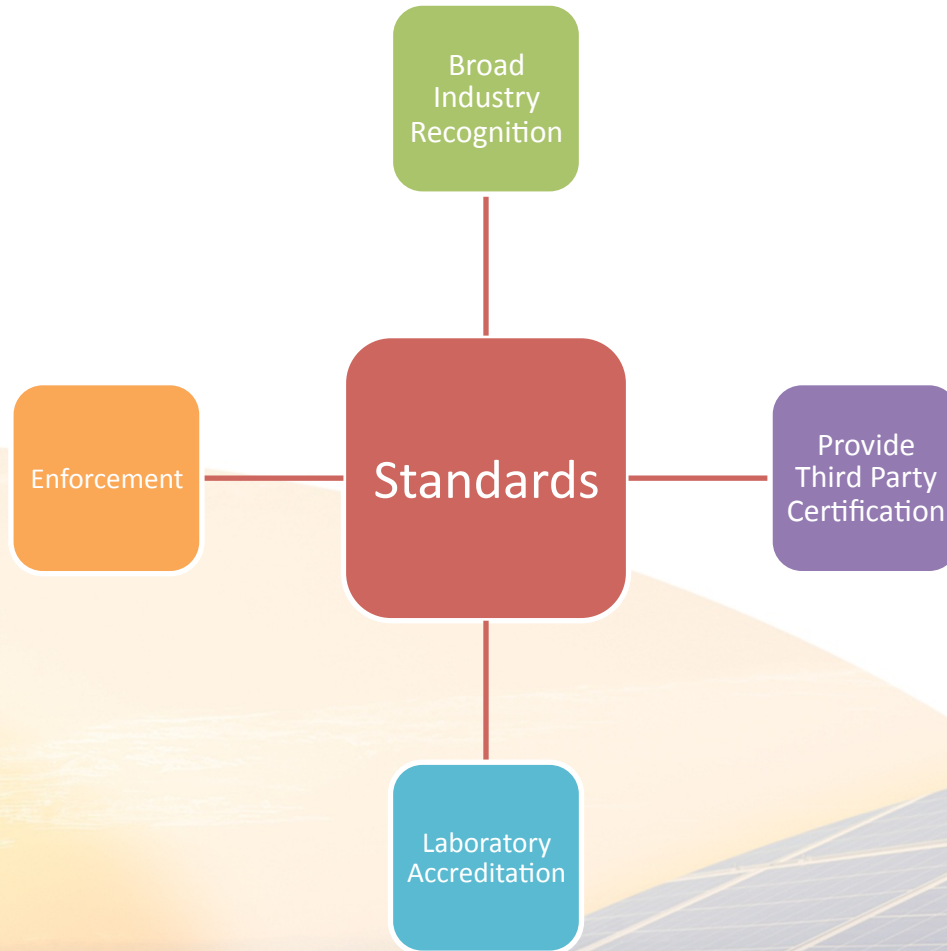 Broad
Industry
Recognition
Enforcement
Standards
Provide
Third Party
Certification
Laboratory
Accreditation